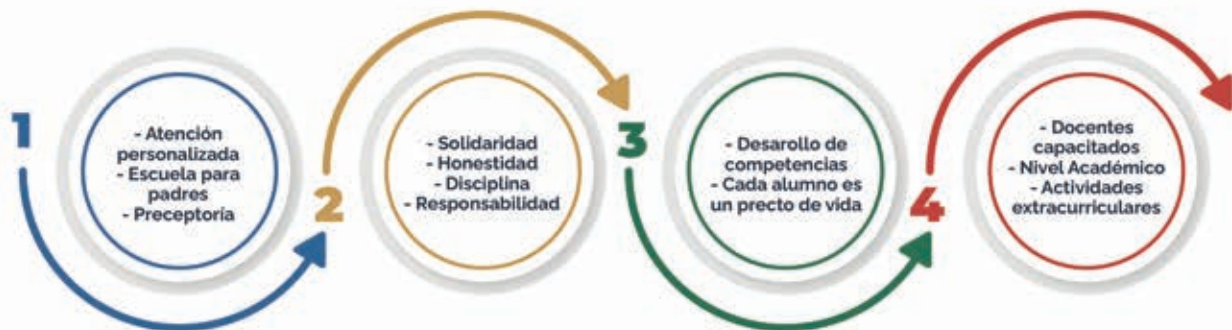 1
- Atención
personalizada
- Escuela para
padres
- Preceptoría
2
- Solidaridad
- Honestidad
- Disciplina
- Responsabilidad
3
- Desarollo de
competencias
- Cada alumno es
un precto de vida
4
- Docentes
capacitados
- Nivel Académico
- Actividades
extracurriculares